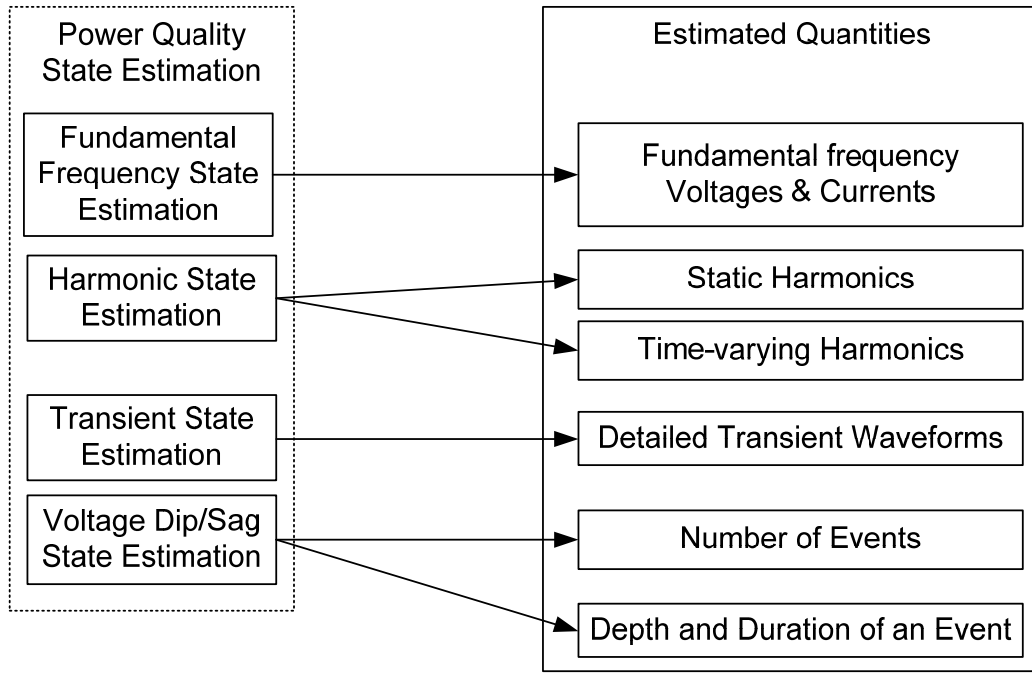 Power Quality
State Estimation
Fundamental
Frequency State
Estimation
Harmonic State
Estimation
Transient State
Estimation
Voltage Dip/Sag
State Estimation
Estimated Quantities
Fundamental frequency
Voltages & Currents
Static Harmonics
Time-varying Harmonics
Detailed Transient Waveforms
Number of Events
Depth and Duration of an Event